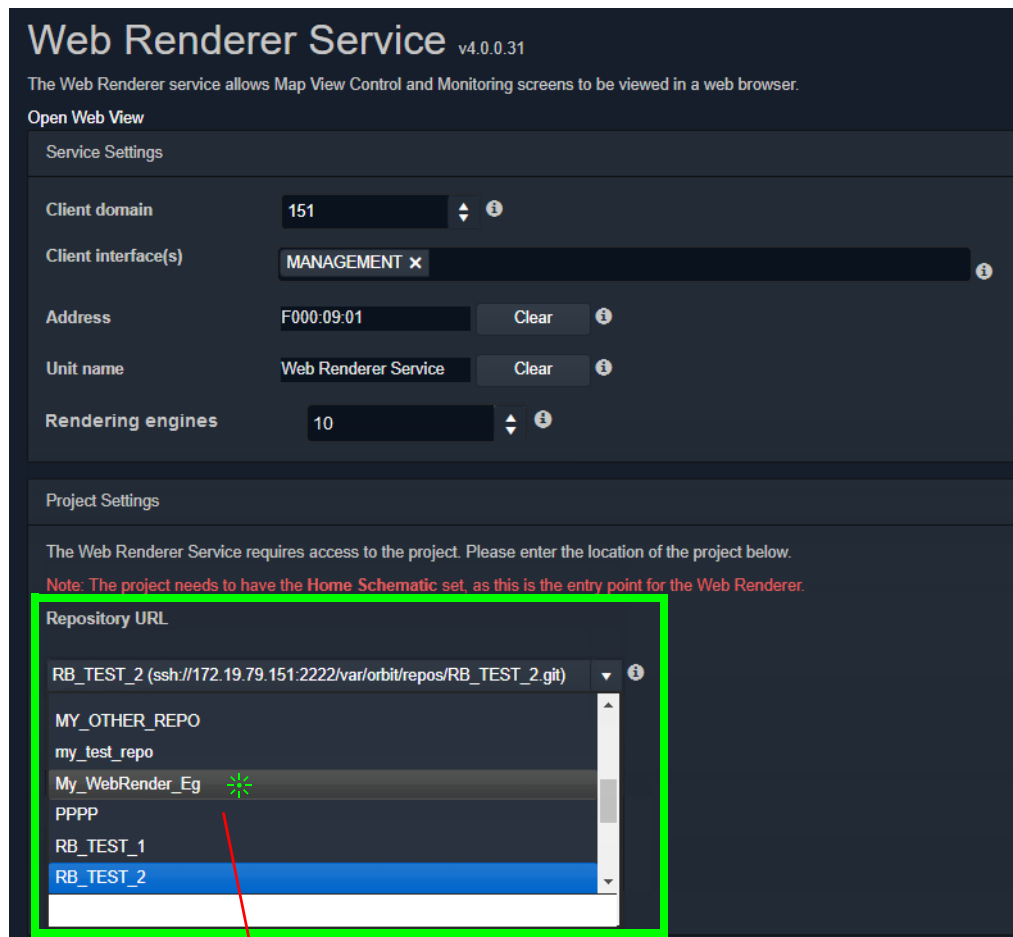 Web Renderer Service v4.0.0.31
The Web Renderer service allows Map View Control and Monitoring screens to be viewed in a web browser.
Open Web View
Service Settings
Client domain 151
Client interface(s) MANAGEMENT ×
Address F000:09:01 Clear
Unit name Web Renderer Service Clear
Rendering engines 10
Project Settings
The Web Renderer Service requires access to the project. Please enter the location of the project below.
Note: The project needs to have the Home Schematic set, as this is the entry point for the Web Renderer.
Repository URL
RB_TEST_2 (ssh://172.19.79.151:2222/var/orbit/repos/RB_TEST_2.git)
MY_OTHER_REPO
my_test_repo
My_WebRender_Eg
PPPP
RB_TEST_1
RB_TEST_2